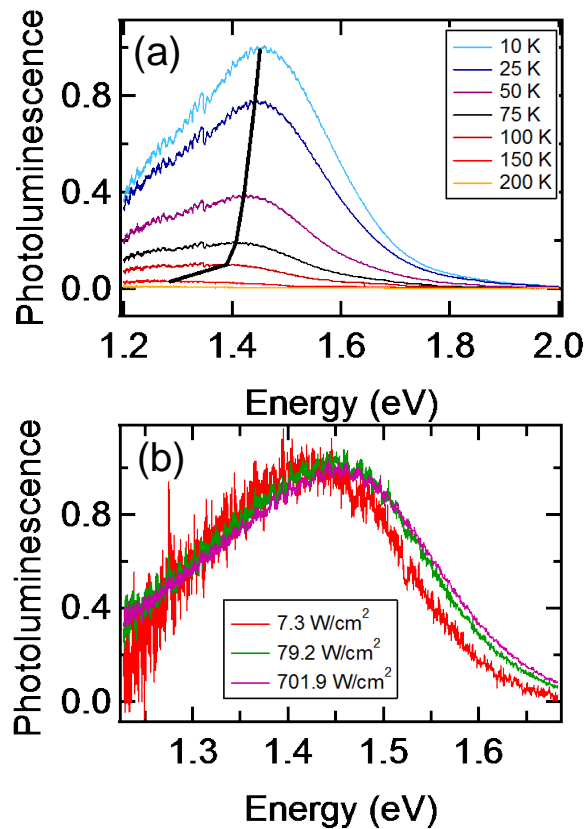 (a)
10 K
25 K
50 K
75 K
100 K
150 K
200 K
Photoluminescence
0.8
0.4
0.0
1.2 1.4 1.6 1.8 2.0
Energy (eV)
(b)
Photoluminescence
0.8
0.4
0.0
7.3 W/cm²
79.2 W/cm²
701.9 W/cm²
1.3 1.4 1.5 1.6
Energy (eV)